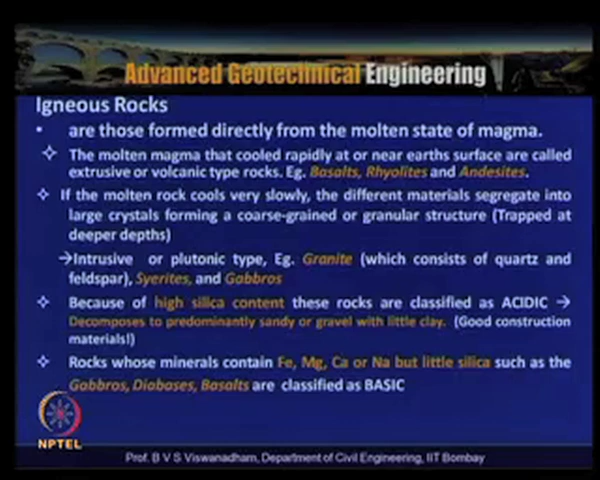 Advanced Geotechnical Engineering
Igneous Rocks
• are those formed directly from the molten state of magma.
✧ The molten magma that cooled rapidly at or near earths surface are called
extrusive or volcanic type rocks. Eg. Basalts, Rhyolites and Andesites.
✧ If the molten rock cools very slowly, the different materials segregate into
large crystals forming a coarse-grained or granular structure (Trapped at
deeper depths)
→Intrusive or plutonic type, Eg. Granite (which consists of quartz and
feldspar), Syerites, and Gabbros
✧ Because of high silica content these rocks are classified as ACIDIC →
Decomposes to predominantly sandy or gravel with little clay. (Good construction
materials!)
✧ Rocks whose minerals contain Fe, Mg, Ca or Na but little silica such as the
Gabbros, Diabases, Basalts are classified as BASIC
NPTEL
Prof. B V S Viswanadham, Department of Civil Engineering, IIT Bombay